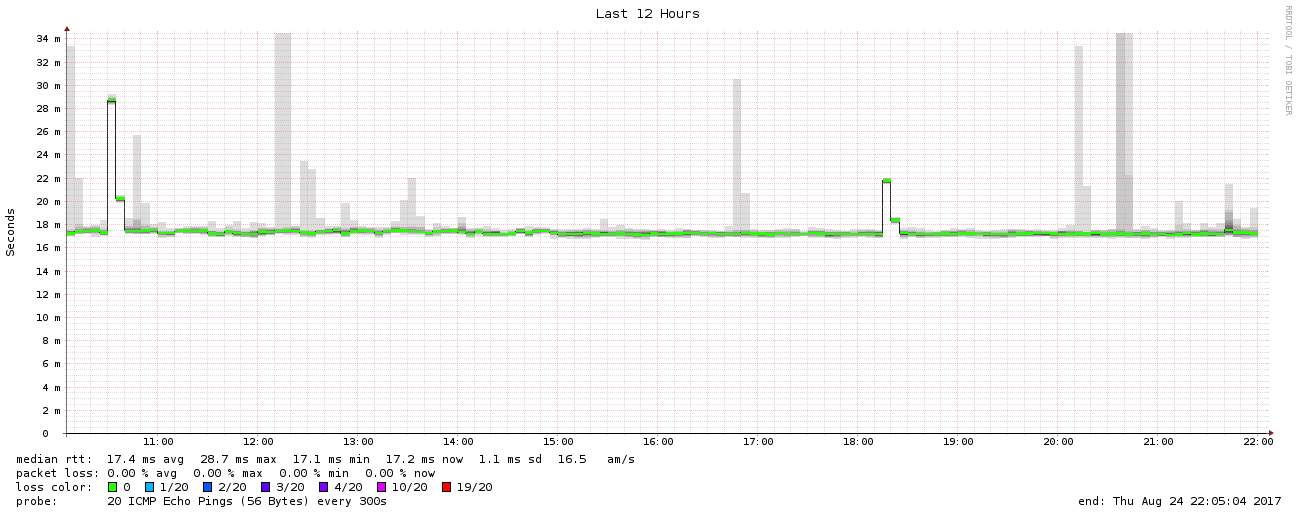 Last 12 Hours
RRDTOOL / TOBI OETIKER
Seconds
34 m
32 m
30 m
28 m
26 m
24 m
22 m
20 m
18 m
16 m
14 m
12 m
10 m
8 m
6 m
4 m
2 m
0
11:00 12:00 13:00 14:00 15:00 16:00 17:00 18:00 19:00 20:00 21:00 22:00
median rtt: 17.4 ms avg 28.7 ms max 17.1 ms min 17.2 ms now 1.1 ms sd 16.5 am/s
packet loss: 0.00 % avg 0.00 % max 0.00 % min 0.00 % now
loss color: 0 1/20 2/20 3/20 4/20 10/20 19/20
probe: 20 ICMP Echo Pings (56 Bytes) every 300s end: Thu Aug 24 22:05:04 2017